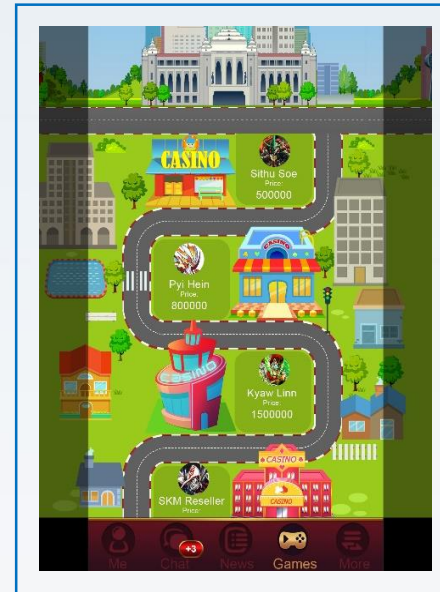 CASINO
Sithu Soe
Price:
500000
CASINO
Pyi Hein
Price:
800000
CASINO
Kyaw Linn
Price:
1500000
CASINO
CASINO
SKM Reseller
Price:
+3
Me
Chat
News
Games
More